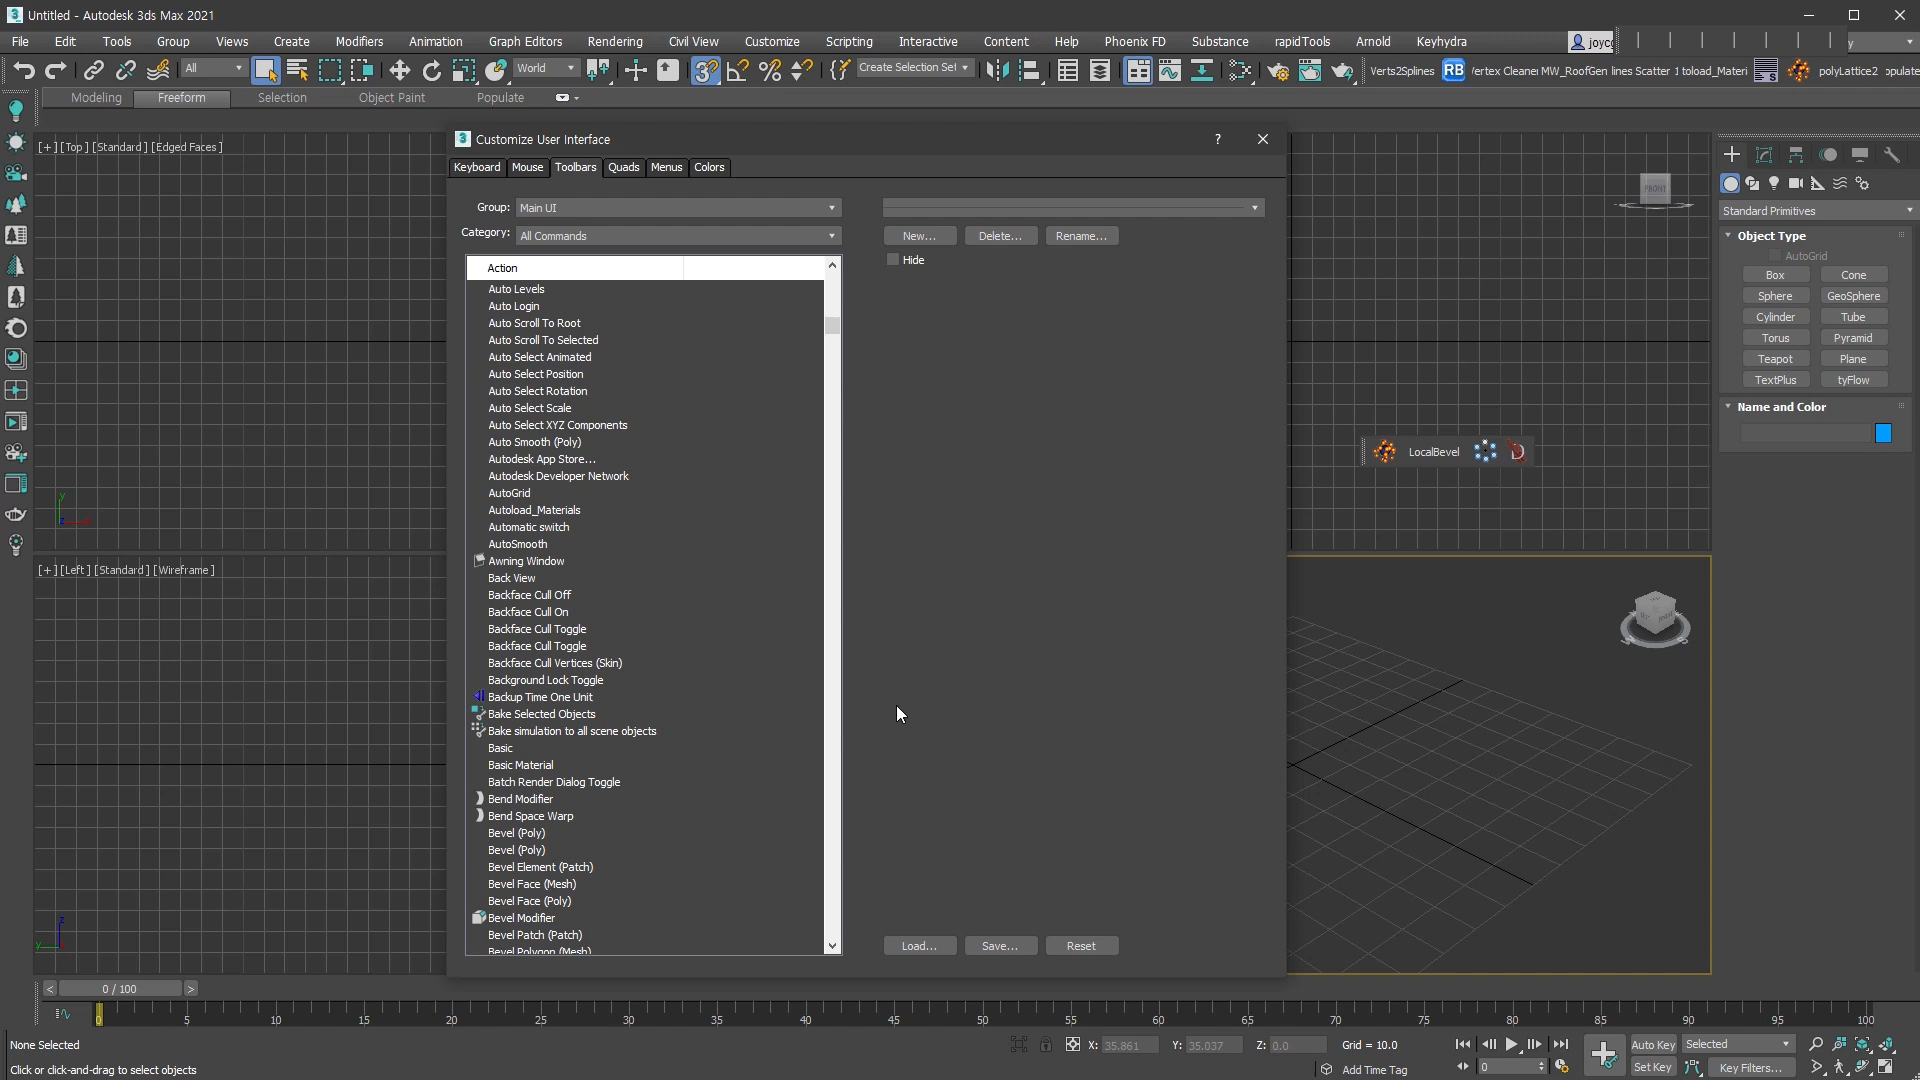 Untitled - Autodesk 3ds Max 2021
File Edit Tools Group Views Create Modifiers Animation Graph Editors Rendering Civil View Customize Scripting Interactive Content Help Phoenix FD Substance rapidTools Arnold Keyhydra
All World Create Selection Set Verts2Splines RB MW_RoofGen lines Scatter 1 polyLattice2
Modeling Freeform Selection Object Paint Populate
[+] [Top] [Standard] [Edged Faces]
Customize User Interface ?
Keyboard Mouse Toolbars Quads Menus Colors
Group: Main UI
Category: All Commands
New... Delete... Rename...
Hide
Action
Auto Levels
Auto Login
Auto Scroll To Root
Auto Scroll To Selected
Auto Select Animated
Auto Select Position
Auto Select Rotation
Auto Select Scale
Auto Select XYZ Components
Auto Smooth (Poly)
Autodesk App Store...
Autodesk Developer Network
AutoGrid
Autoload_Materials
Automatic switch
AutoSmooth
Awning Window
Back View
Backface Cull Off
Backface Cull On
Backface Cull Toggle
Backface Cull Toggle
Backface Cull Vertices (Skin)
Background Lock Toggle
Backup Time One Unit
Bake Selected Objects
Bake simulation to all scene objects
Basic
Basic Material
Batch Render Dialog Toggle
Bend Modifier
Bend Space Warp
Bevel (Poly)
Bevel (Poly)
Bevel Element (Patch)
Bevel Face (Mesh)
Bevel Face (Poly)
Bevel Modifier
Bevel Patch (Patch)
Bevel Polygon (Mesh)
Load... Save... Reset
FRONT
LocalBevel
Standard Primitives
Object Type
AutoGrid
Box Cone
Sphere GeoSphere
Cylinder Tube
Torus Pyramid
Teapot Plane
TextPlus tyFlow
Name and Color
y
[+] [Left] [Standard] [Wireframe]
z
y
< 0 / 100 >
0 5 10 15 20 25 30 35 40 45 50 55 60 65 70 75 80 85 90 95 100
None Selected X: 35.861 Y: 35.037 Z: 0.0 Grid = 10.0 Auto Key Selected
Click or click-and-drag to select objects Add Time Tag 0 Set Key Key Filters...